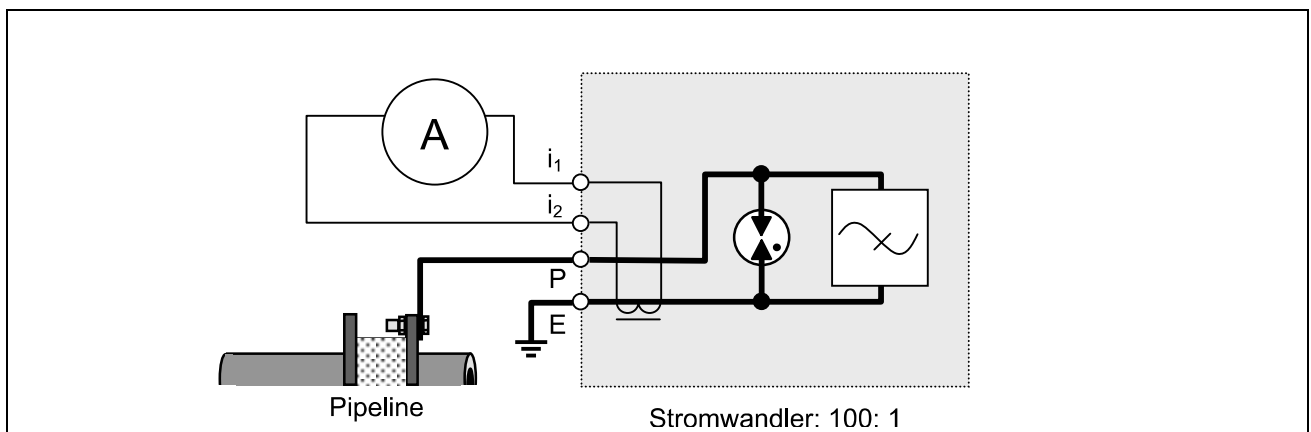 A
i₁
i₂
P
E
Pipeline
Stromwandler: 100: 1